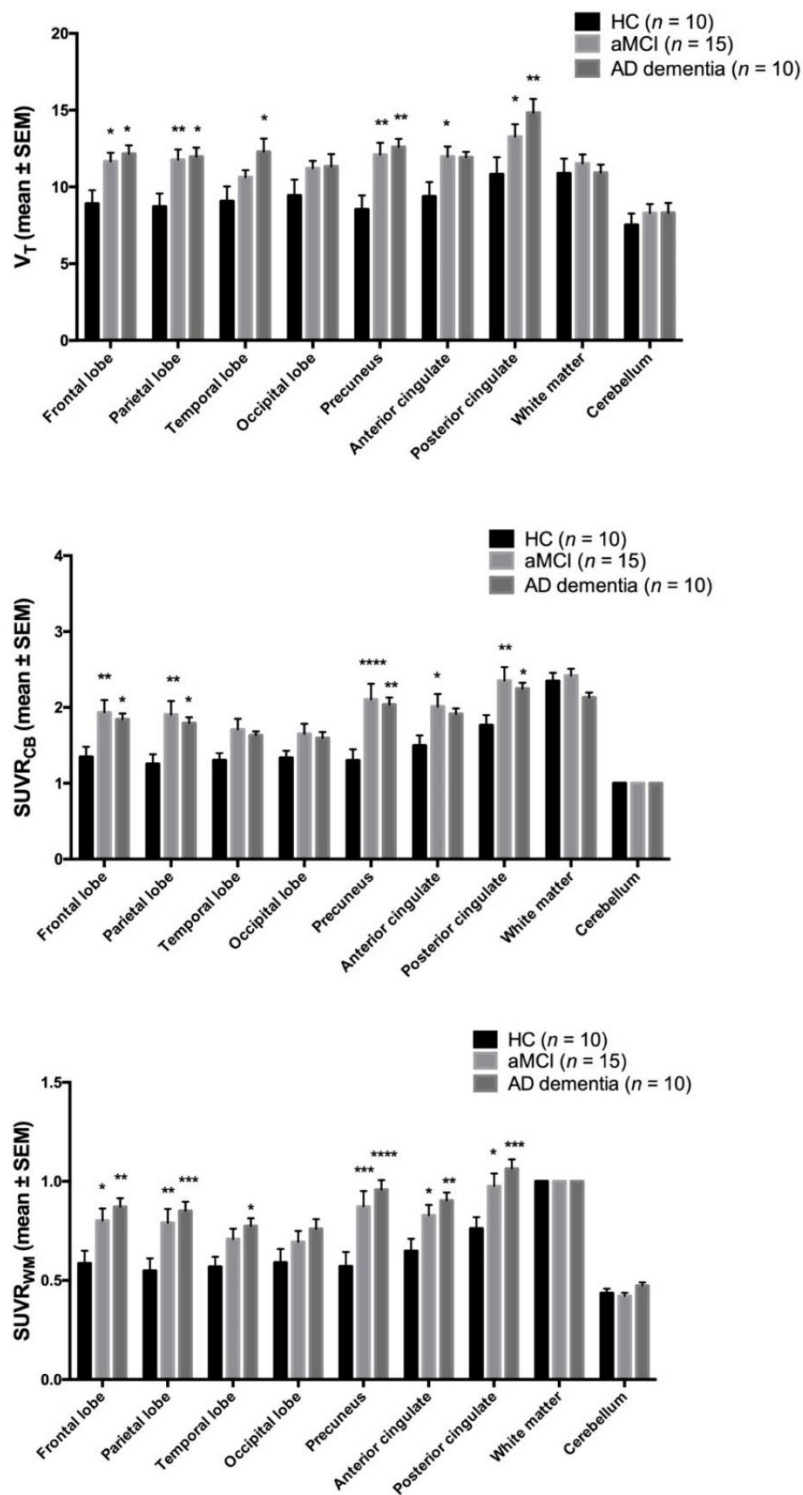 HC (n = 10)
aMCI (n = 15)
AD dementia (n = 10)
V_T (mean ± SEM)
20
15
10
5
0
* * ** * * ** ** * * **
Frontal lobe
Parietal lobe
Temporal lobe
Occipital lobe
Precuneus
Anterior cingulate
Posterior cingulate
White matter
Cerebellum
HC (n = 10)
aMCI (n = 15)
AD dementia (n = 10)
SUVR_CB (mean ± SEM)
4
3
2
1
0
** * ** * **** ** * ** *
Frontal lobe
Parietal lobe
Temporal lobe
Occipital lobe
Precuneus
Anterior cingulate
Posterior cingulate
White matter
Cerebellum
HC (n = 10)
aMCI (n = 15)
AD dementia (n = 10)
SUVR_WM (mean ± SEM)
1.5
1.0
0.5
0.0
* ** ** *** * *** **** * ** * ***
Frontal lobe
Parietal lobe
Temporal lobe
Occipital lobe
Precuneus
Anterior cingulate
Posterior cingulate
White matter
Cerebellum